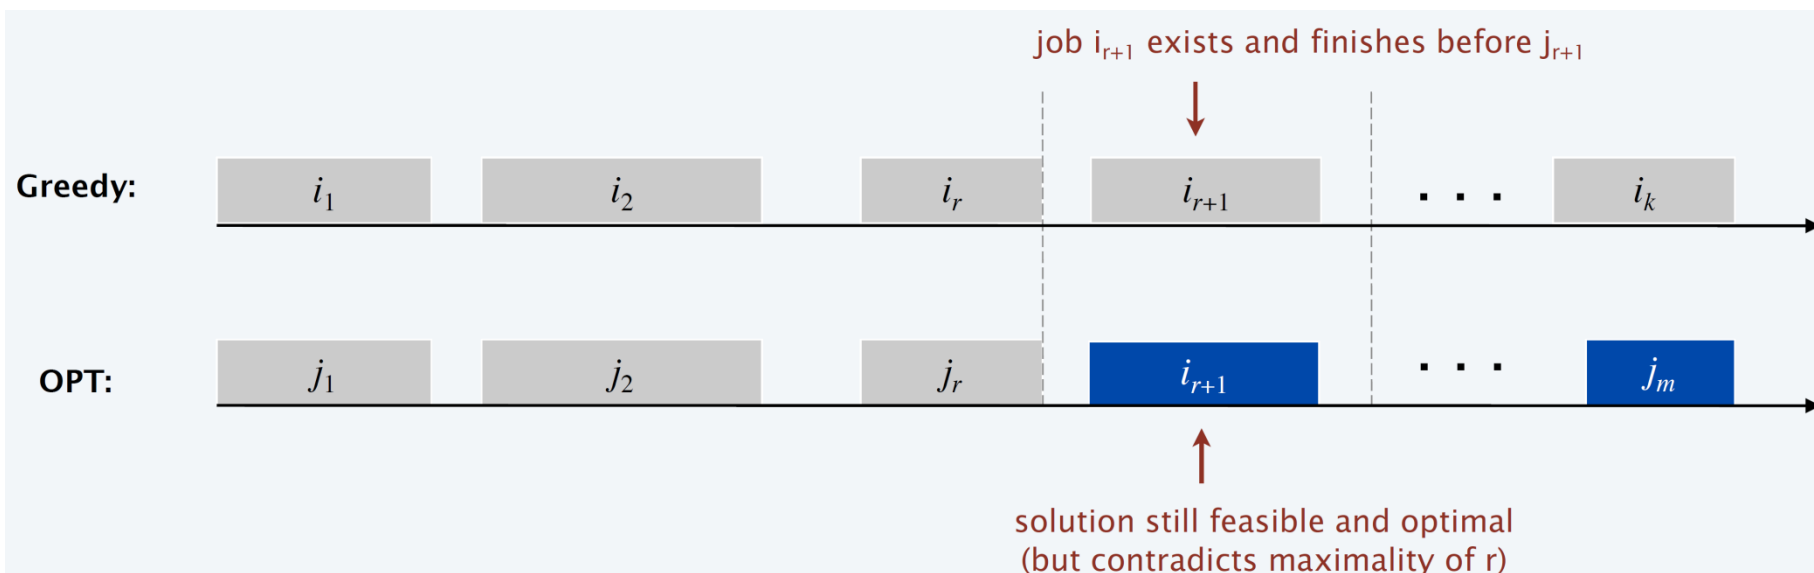 job i_{r+1} exists and finishes before j_{r+1}
Greedy: i_1 i_2 i_r i_{r+1} . . . i_k
OPT: j_1 j_2 j_r i_{r+1} . . . j_m
solution still feasible and optimal
(but contradicts maximality of r)